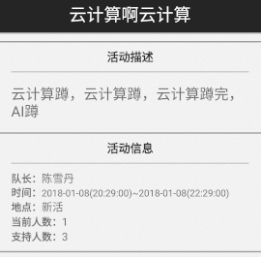 云计算啊云计算
活动描述
云计算蹲，云计算蹲，云计算蹲完，
AI蹲
活动信息
队长：陈雪丹
时间：2018-01-08(20:29:00)~2018-01-08(22:29:00)
地点：新活
当前人数：1
支持人数：3